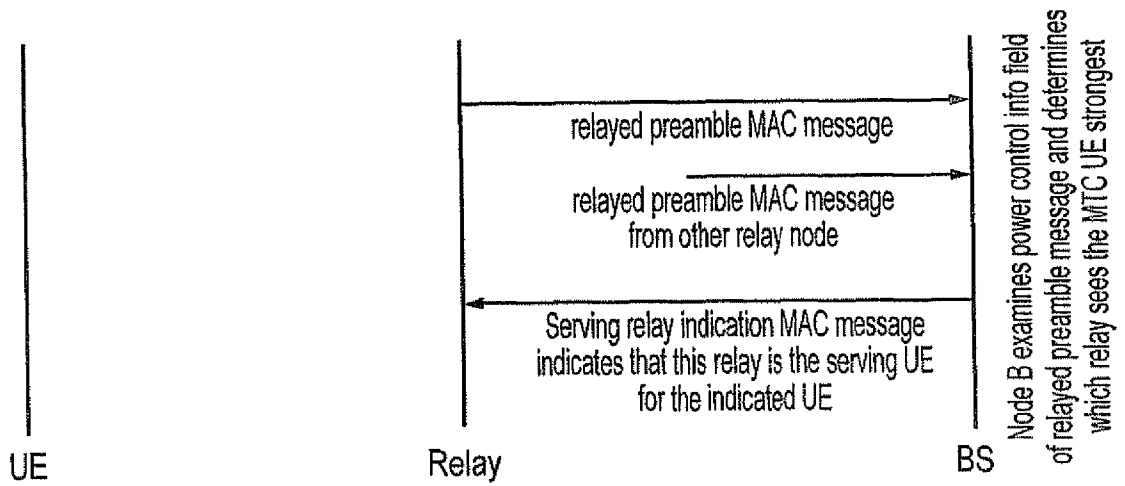 relayed preamble MAC message
relayed preamble MAC message
from other relay node
Serving relay indication MAC message
indicates that this relay is the serving UE
for the indicated UE
UE
Relay
BS
Node B examines power control info field
of relayed preamble message and determines
which relay sees the MTC UE strongest